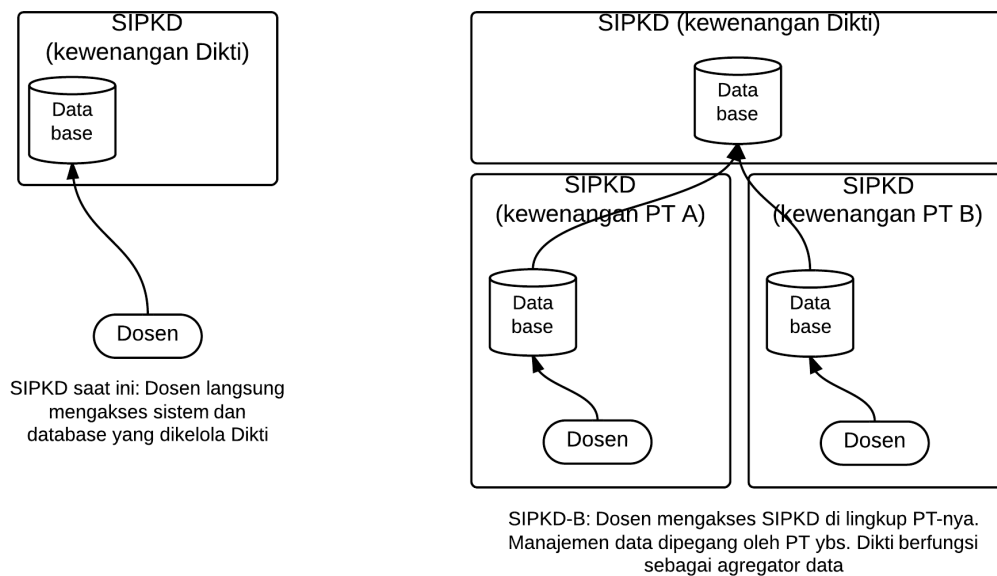 SIPKD
(kewenangan Dikti)
Data
base
Dosen
SIPKD saat ini: Dosen langsung
mengakses sistem dan
database yang dikelola Dikti
SIPKD (kewenangan Dikti)
Data
base
SIPKD
(kewenangan PT A)
Data
base
Dosen
SIPKD
(kewenangan PT B)
Data
base
Dosen
SIPKD-B: Dosen mengakses SIPKD di lingkup PT-nya.
Manajemen data dipegang oleh PT ybs. Dikti berfungsi
sebagai agregator data